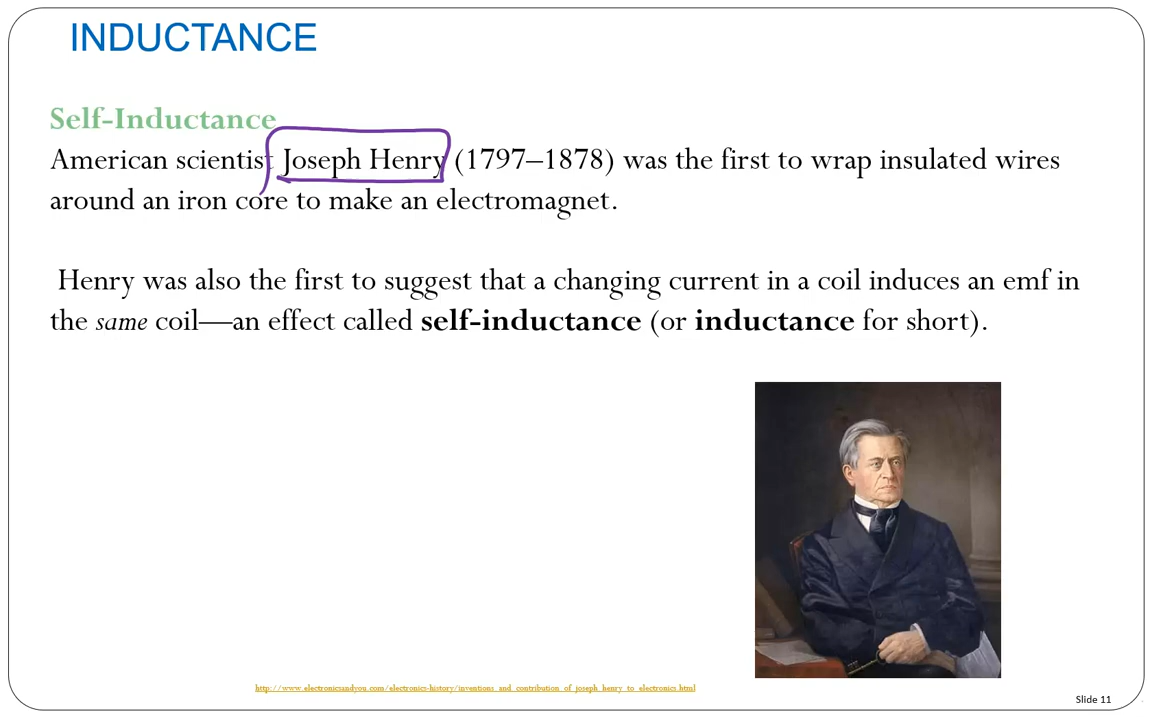 INDUCTANCE
Self-Inductance
American scientist Joseph Henry (1797–1878) was the first to wrap insulated wires
around an iron core to make an electromagnet.
Henry was also the first to suggest that a changing current in a coil induces an emf in
the same coil—an effect called self-inductance (or inductance for short).
http://www.electronicsandyou.com/electronics-history/inventions_and_contribution_of_joseph_henry_to_electronics.html
Slide 11